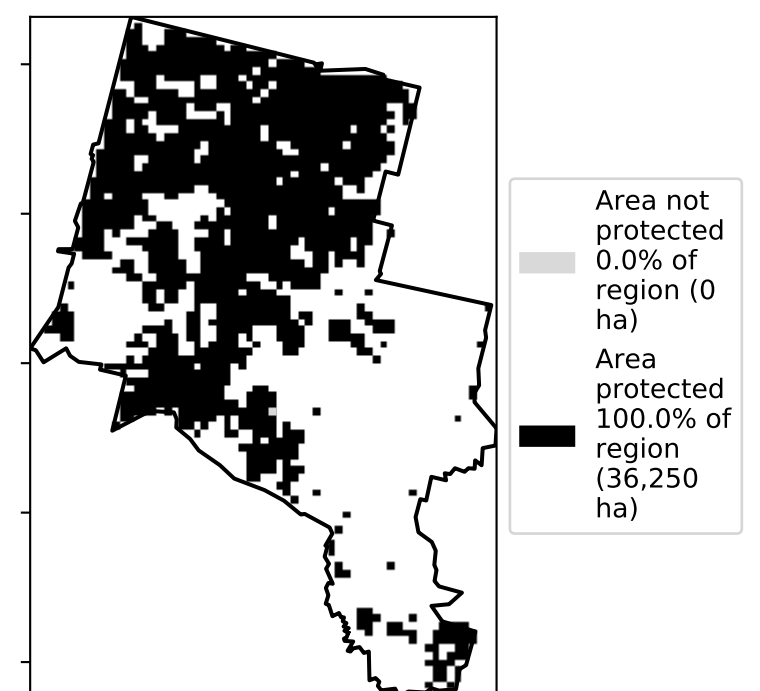 Area not
protected
0.0% of
region (0
ha)
Area
protected
100.0% of
region
(36,250
ha)